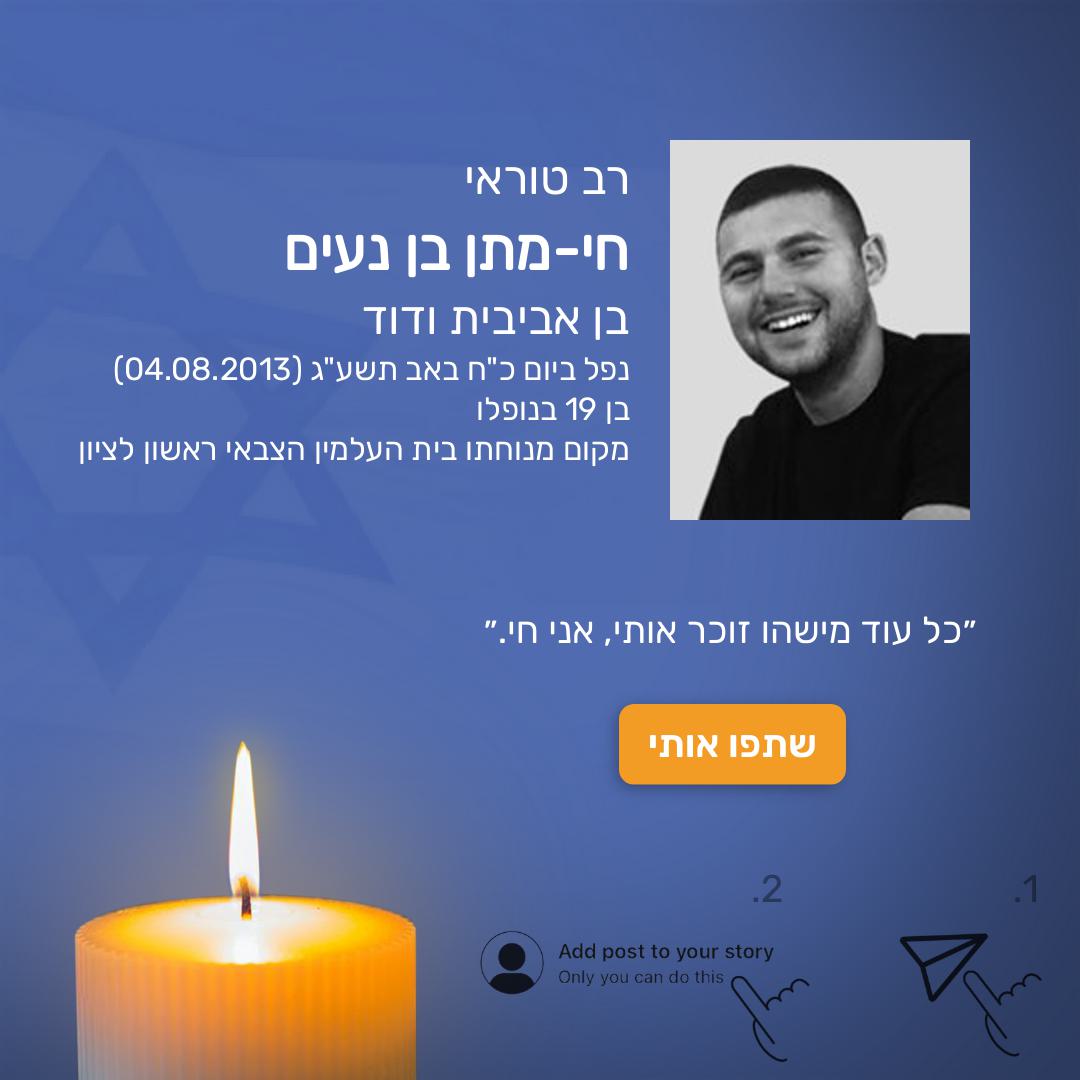 רב טוראי
חי-מתן בן נעים
בן אביבית ודוד
נפל ביום כ"ח באב תשע"ג (04.08.2013)
בן 19 בנופלו
מקום מנוחתו בית העלמין הצבאי ראשון לציון
״כל עוד מישהו זוכר אותי, אני חי.״
שתפו אותי
.1
.2
Add post to your story
Only you can do this